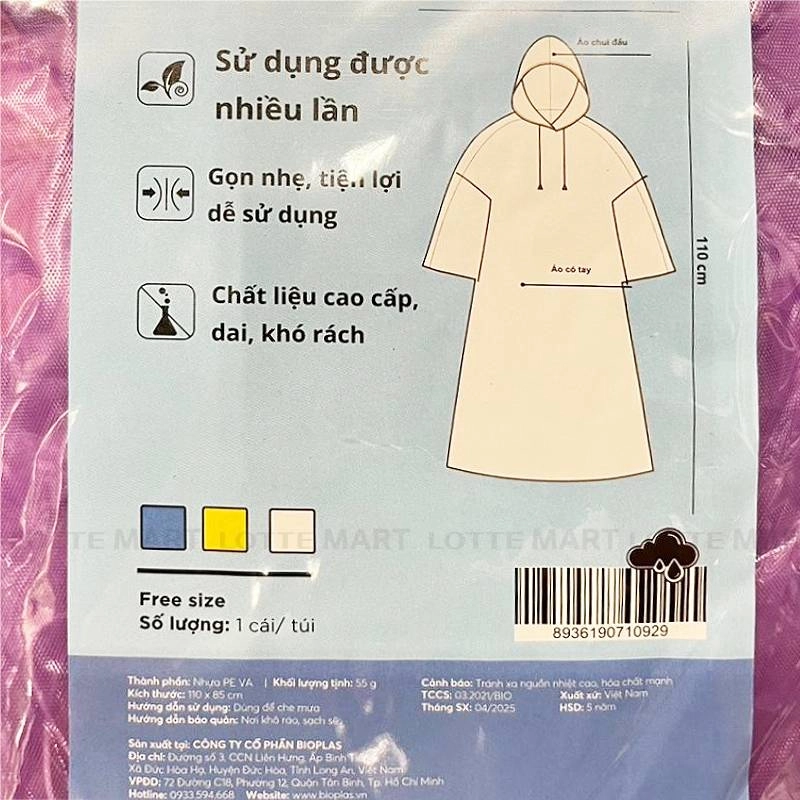 Sử dụng được
nhiều lần
Gọn nhẹ, tiện lợi
dễ sử dụng
Chất liệu cao cấp,
dai, khó rách
Áo chui đầu
Áo có tay
110 cm
LOTTE MART LOTTE MART LOTTE MART
Free size
Số lượng: 1 cái/ túi
8936190710929
Thành phần: Nhựa PE VA | Khối lượng tịnh: 55 g
Kích thước: 110 x 85 cm
Hướng dẫn sử dụng: Dùng để che mưa
Hướng dẫn bảo quản: Nơi khô ráo, sạch sẽ
Cảnh báo: Tránh xa nguồn nhiệt cao, hóa chất mạnh
TCCS: 03.2021/BIO Xuất xứ: Việt Nam
Tháng SX: 04/2025 HSD: 5 năm
Sản xuất tại: CÔNG TY CỔ PHẦN BIOPLAS
Địa chỉ: Đường số 3, CCN Liên Hưng, Ấp Bình
Xã Đức Hòa Hạ, Huyện Đức Hòa, Tỉnh Long An, Việt Nam
VPĐD: 72 Đường C18, Phường 12, Quận Tân Bình, Tp. Hồ Chí Minh
Hotline: 0933.594.668 Website: www.bioplas.vn